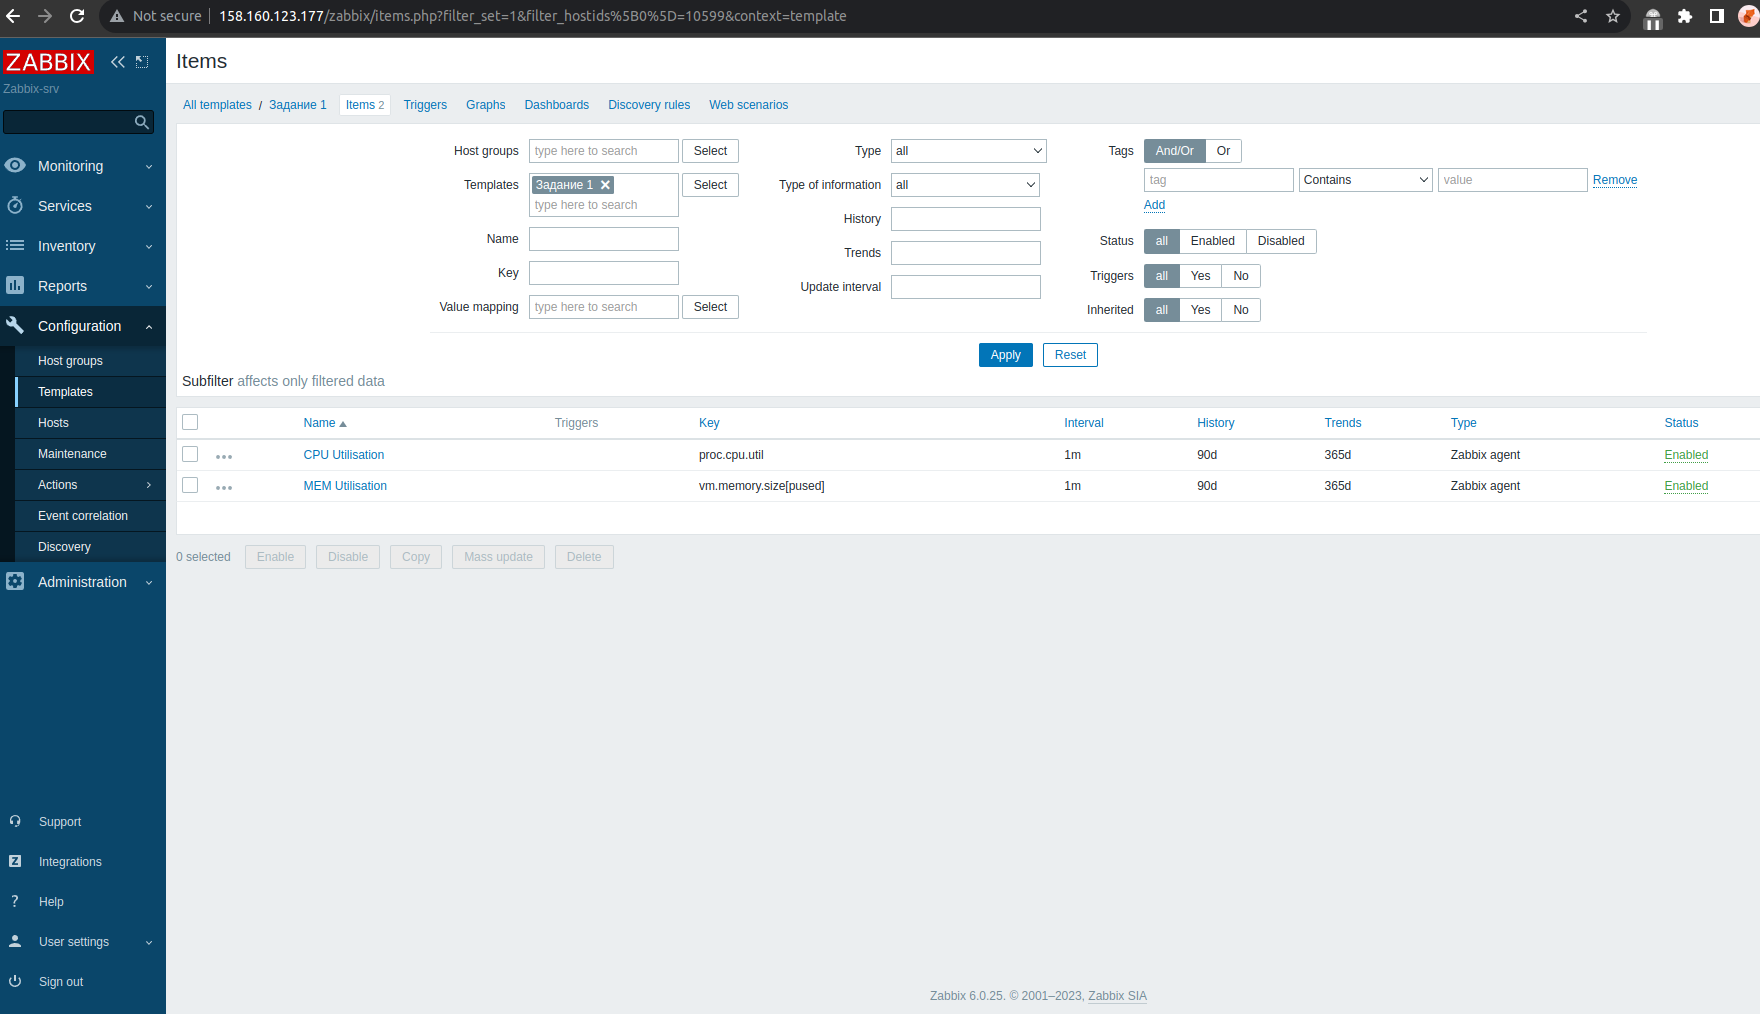 Not secure 158.160.123.177/zabbix/items.php?filter_set=1&filter_hostids%5B0%5D=10599&context=template
ZABBIX
Zabbix-srv
Monitoring
Services
Inventory
Reports
Configuration
Host groups
Templates
Hosts
Maintenance
Actions
Event correlation
Discovery
Administration
Support
Integrations
Help
User settings
Sign out
Items
All templates / Задание 1 Items 2 Triggers Graphs Dashboards Discovery rules Web scenarios
Host groups type here to search Select
Templates Задание 1 Select
type here to search
Name
Key
Value mapping type here to search Select
Type all
Type of information all
History
Trends
Update interval
Tags And/Or Or
tag Contains value Remove
Add
Status all Enabled Disabled
Triggers all Yes No
Inherited all Yes No
Apply Reset
Subfilter affects only filtered data
Name Triggers Key Interval History Trends Type Status
CPU Utilisation proc.cpu.util 1m 90d 365d Zabbix agent Enabled
MEM Utilisation vm.memory.size[pused] 1m 90d 365d Zabbix agent Enabled
0 selected Enable Disable Copy Mass update Delete
Zabbix 6.0.25. © 2001–2023, Zabbix SIA